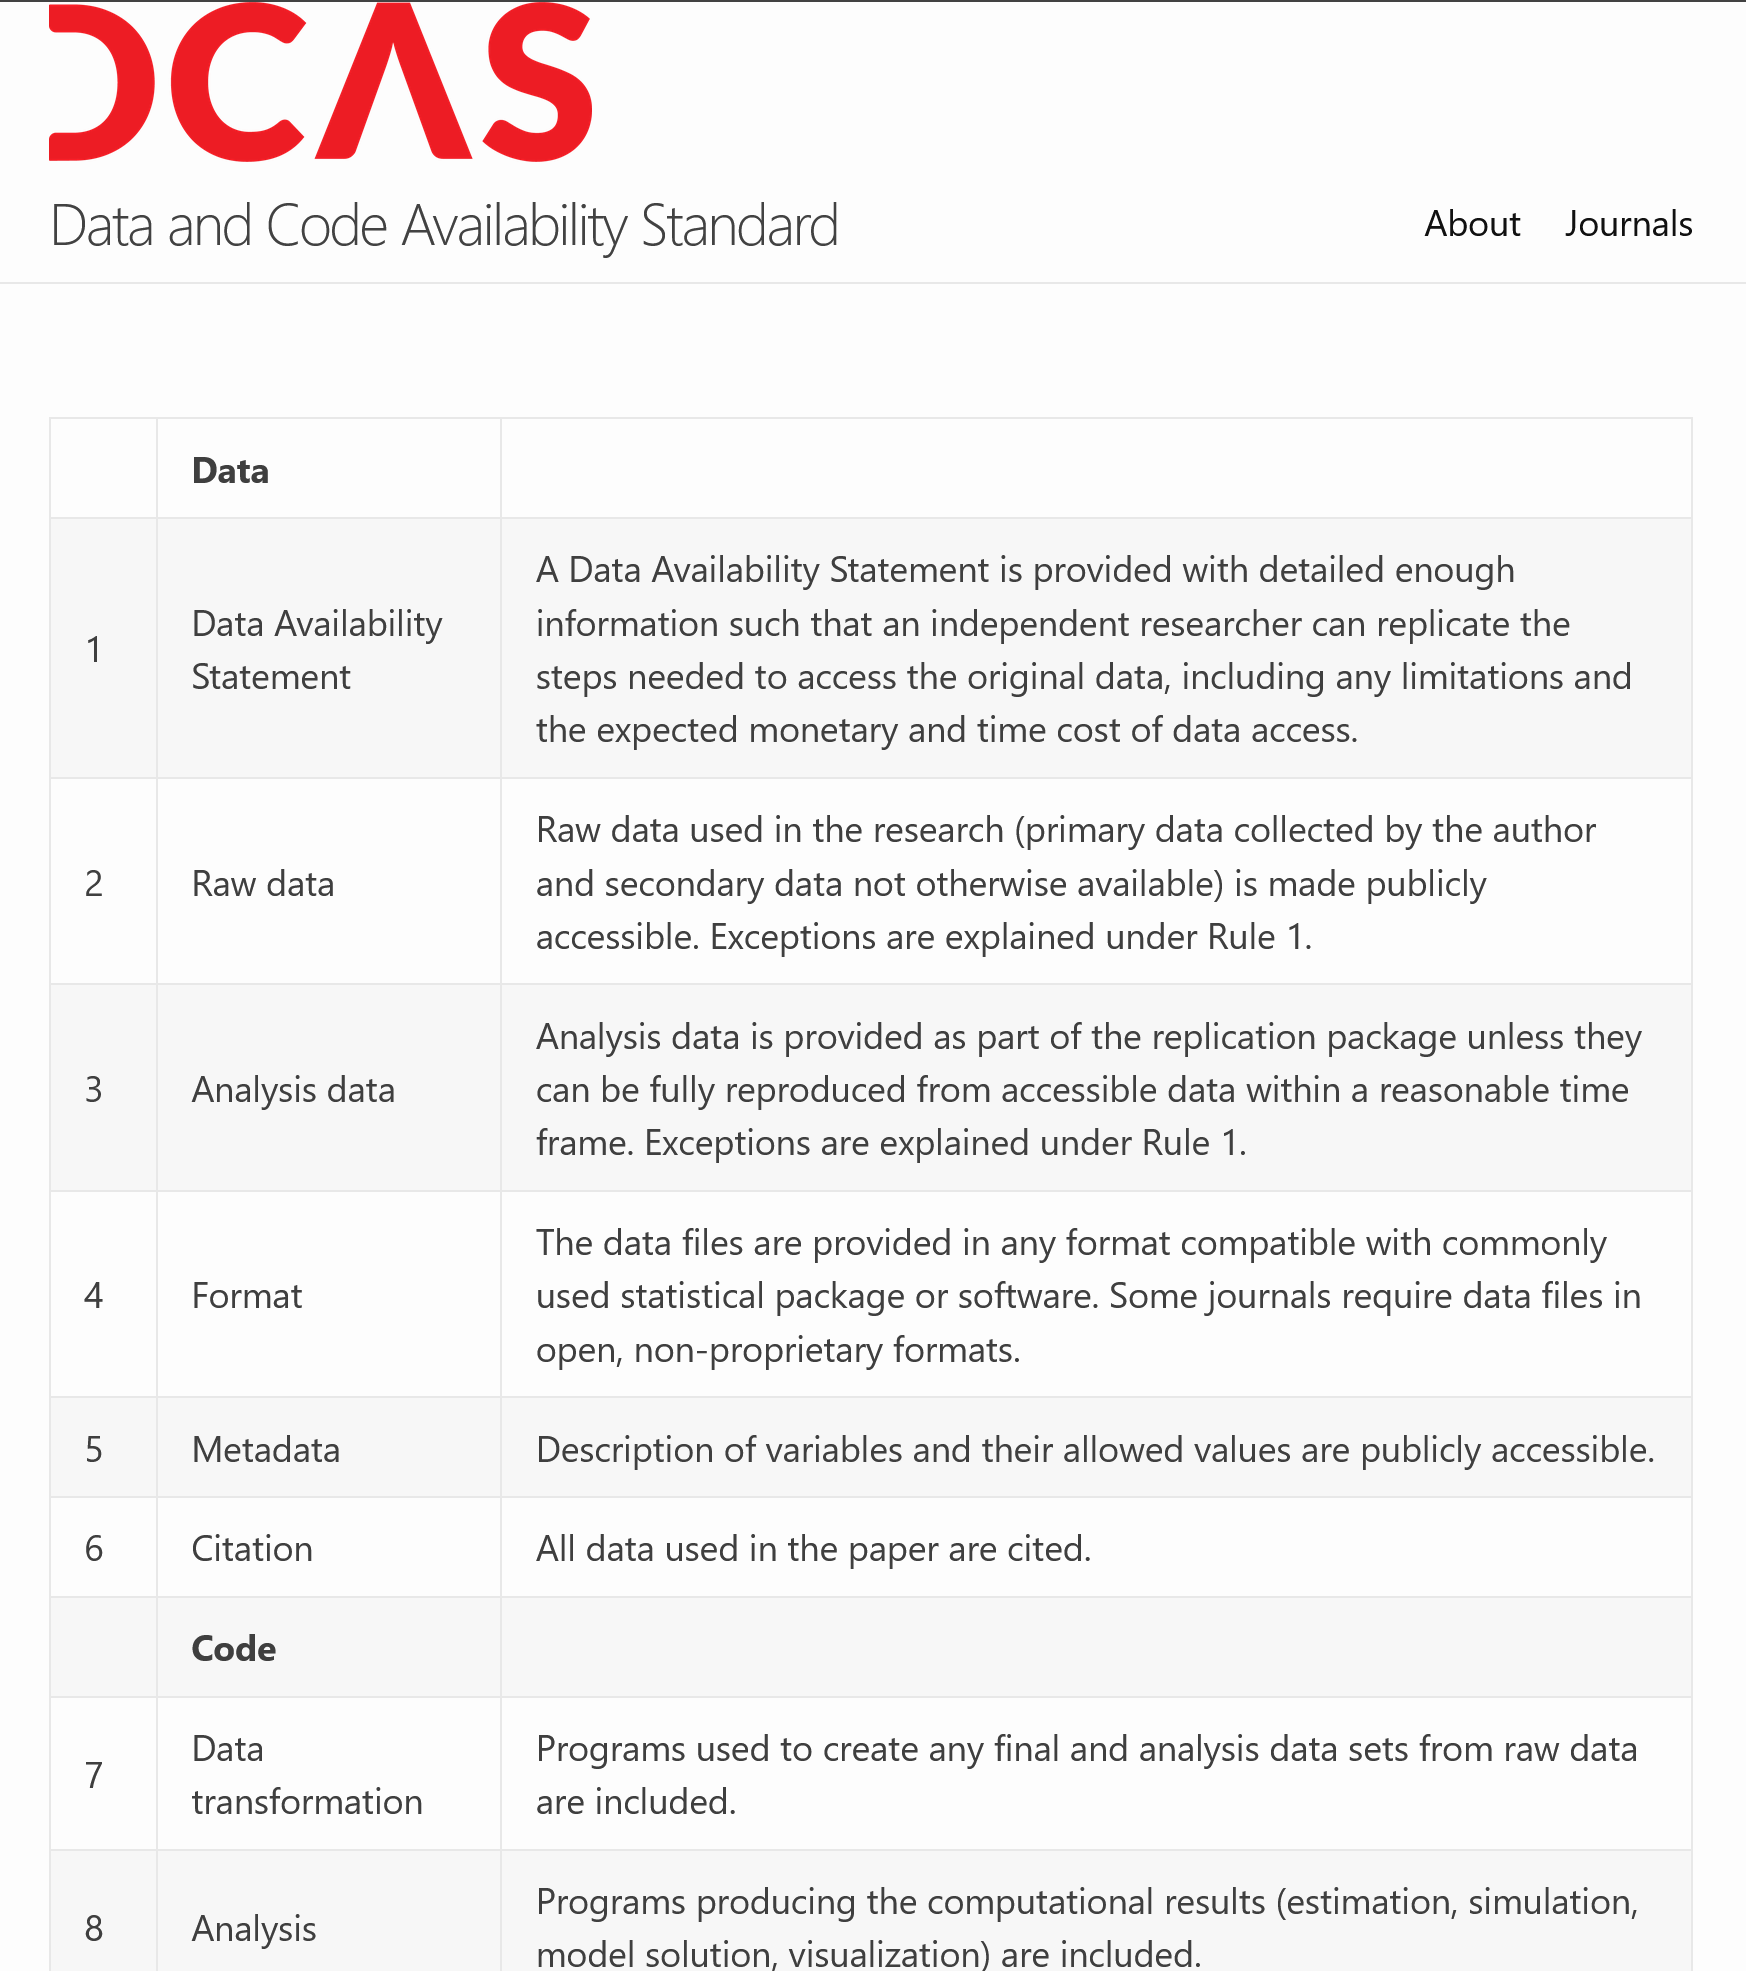 DCAS
Data and Code Availability Standard
About Journals
Data
1
Data Availability
Statement
A Data Availability Statement is provided with detailed enough
information such that an independent researcher can replicate the
steps needed to access the original data, including any limitations and
the expected monetary and time cost of data access.
2
Raw data
Raw data used in the research (primary data collected by the author
and secondary data not otherwise available) is made publicly
accessible. Exceptions are explained under Rule 1.
3
Analysis data
Analysis data is provided as part of the replication package unless they
can be fully reproduced from accessible data within a reasonable time
frame. Exceptions are explained under Rule 1.
4
Format
The data files are provided in any format compatible with commonly
used statistical package or software. Some journals require data files in
open, non-proprietary formats.
5
Metadata
Description of variables and their allowed values are publicly accessible.
6
Citation
All data used in the paper are cited.
Code
7
Data
transformation
Programs used to create any final and analysis data sets from raw data
are included.
8
Analysis
Programs producing the computational results (estimation, simulation,
model solution, visualization) are included.